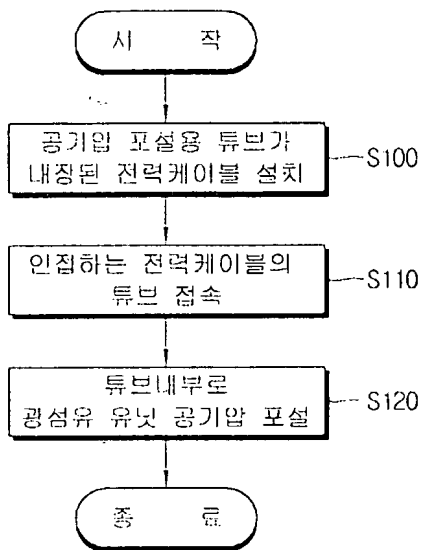 시 작
공기압 포설용 튜브가
내장된 전력케이블 설치
S100
인접하는 전력케이블의
튜브 접속
S110
튜브내부로
광섬유 유닛 공기압 포설
S120
종 료